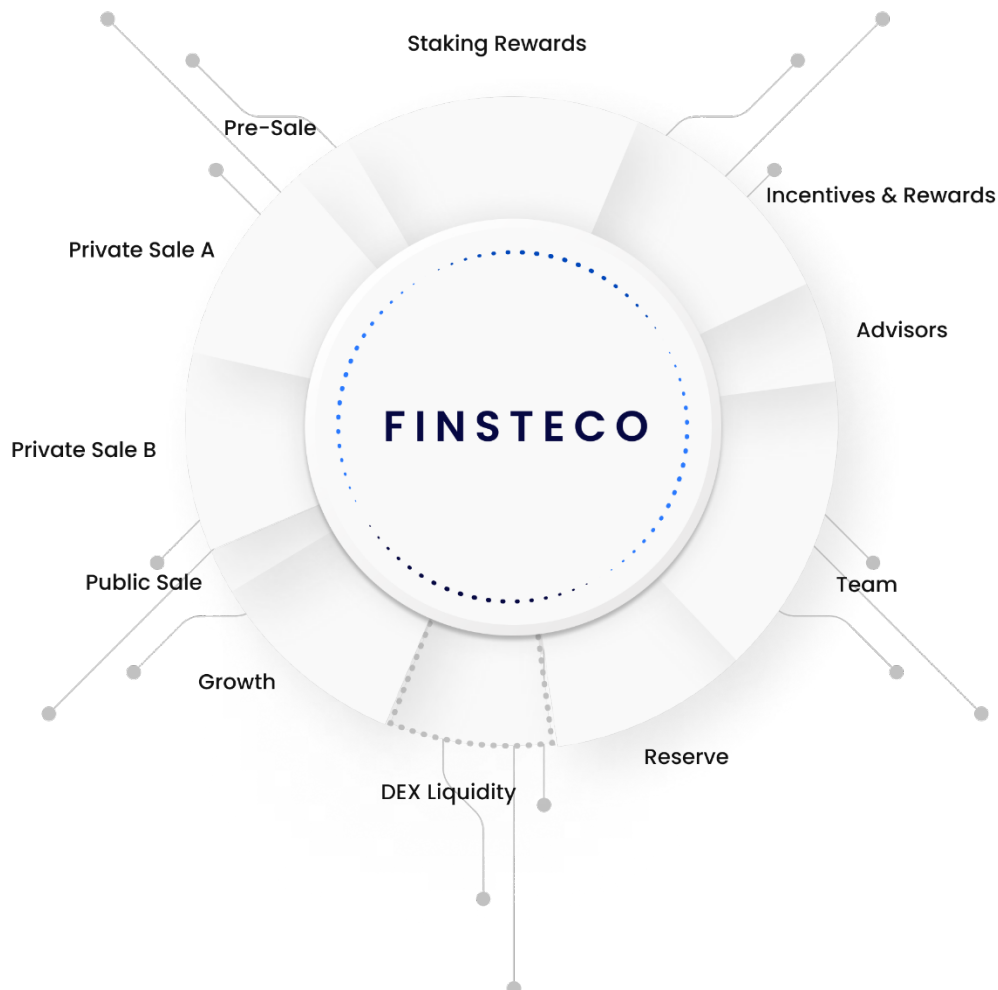 Staking Rewards
Pre-Sale
Incentives & Rewards
Private Sale A
Advisors
FINSTECO
Private Sale B
Public Sale
Team
Growth
Reserve
DEX Liquidity